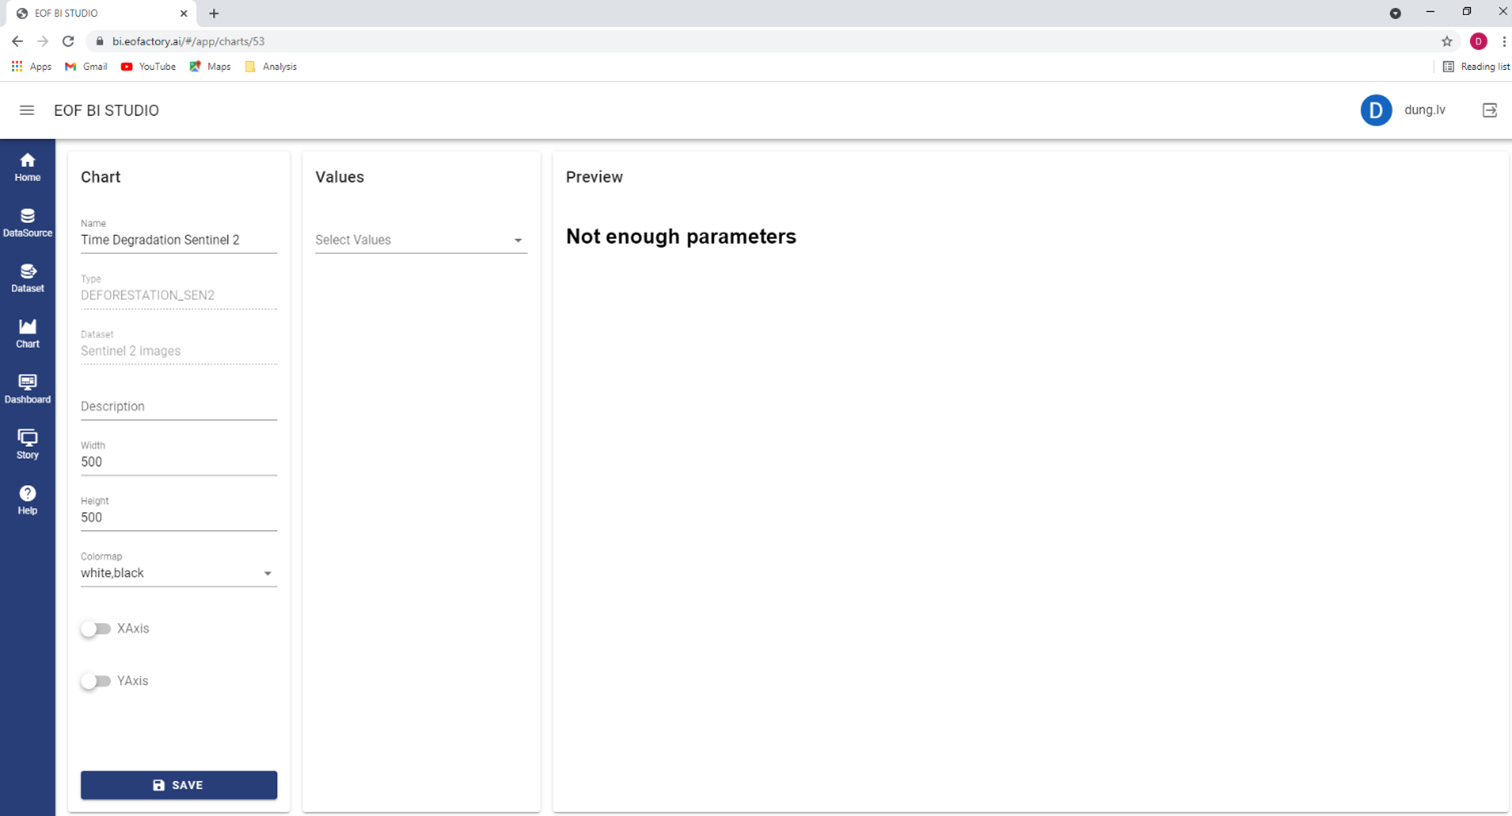 EOF BI STUDIO
bi.eofactory.ai/#/app/charts/53
D
Apps
Gmail
YouTube
Maps
Analysis
Reading list
EOF BI STUDIO
D
dung.lv
Home
DataSource
Dataset
Chart
Dashboard
Story
Help
Chart
Name
Time Degradation Sentinel 2
Type
DEFORESTATION_SEN2
Dataset
Sentinel 2 images
Description
Width
500
Height
500
Colormap
white,black
XAxis
YAxis
SAVE
Values
Select Values
Preview
Not enough parameters